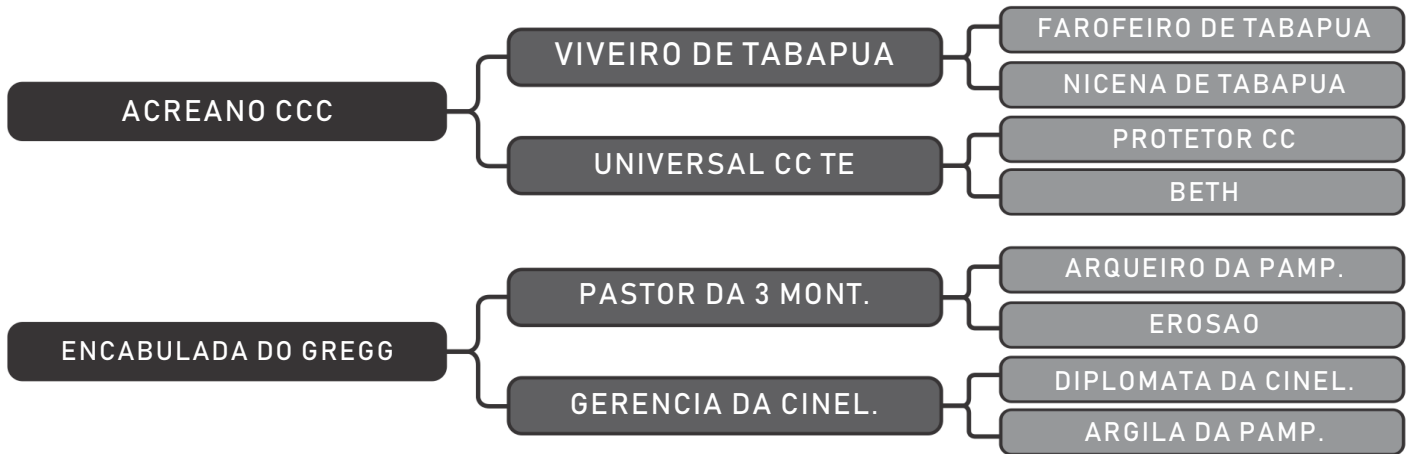 FAROFEIRO DE TABAPUA
VIVEIRO DE TABAPUA
NICENA DE TABAPUA
ACREANO CCC
PROTETOR CC
UNIVERSAL CC TE
BETH
ARQUEIRO DA PAMP.
PASTOR DA 3 MONT.
EROSAO
ENCABULADA DO GREGG
DIPLOMATA DA CINEL.
GERENCIA DA CINEL.
ARGILA DA PAMP.